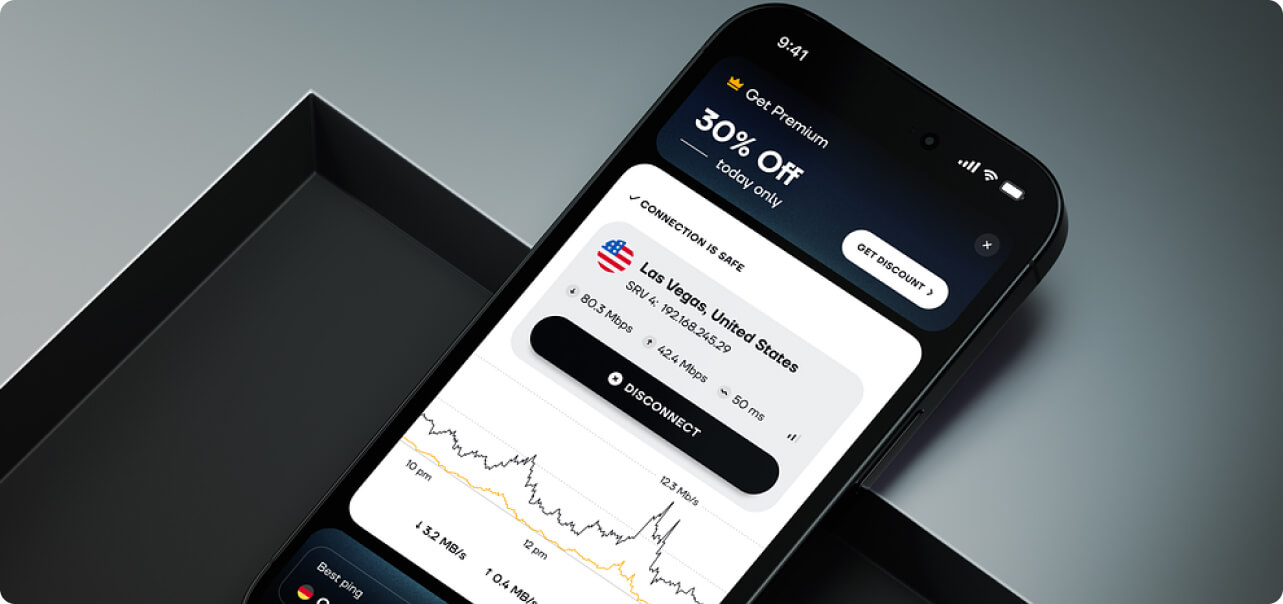 9:41
Get Premium
30% Off
today only
GET DISCOUNT
CONNECTION IS SAFE
Las Vegas, United States
SRV 4: 192.168.245.29
80.3 Mbps
42.4 Mbps
50 ms
DISCONNECT
12.3 Mb/s
10 pm
12 pm
3.2 MB/s
0.4 MB/s
Best ping